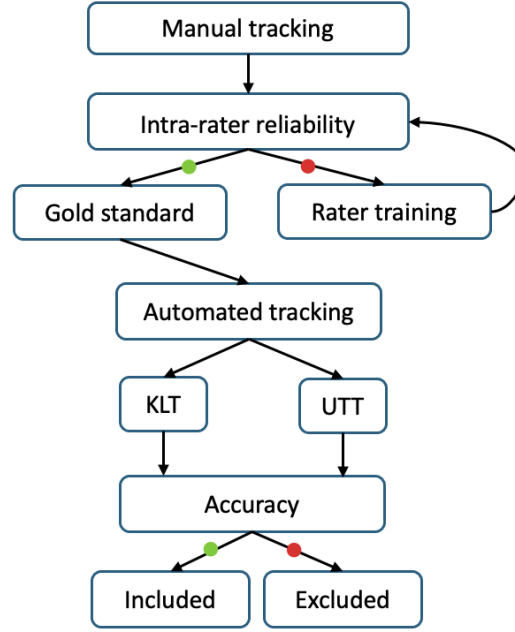 Manual tracking
Intra-rater reliability
Gold standard
Rater training
Automated tracking
KLT
UTT
Accuracy
Included
Excluded